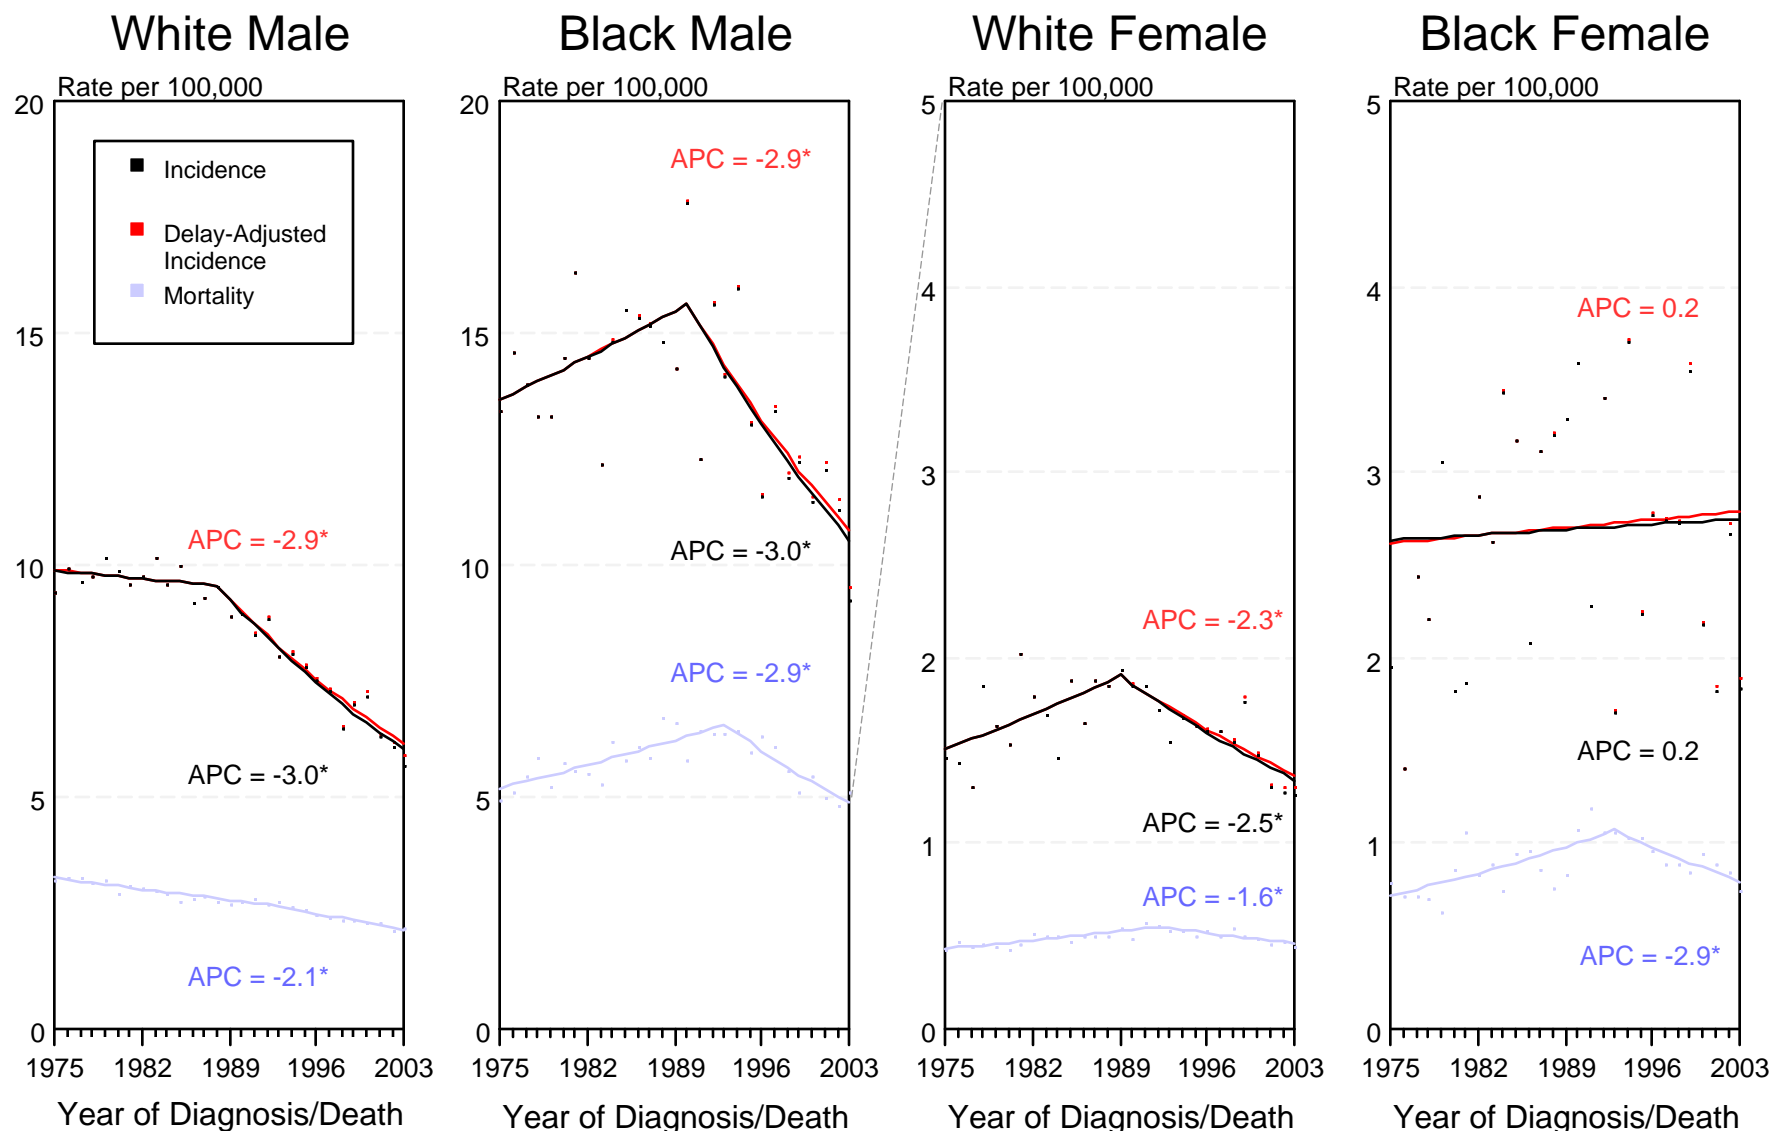 White Male
Black Male
White Female
Black Female
Rate per 100,000
Rate per 100,000
Rate per 100,000
Rate per 100,000
20
15
10
5
0
Incidence
Delay-Adjusted
Incidence
Mortality
APC = -2.9*
APC = -3.0*
APC = -2.1*
1975 1982 1989 1996 2003
Year of Diagnosis/Death
20
15
10
5
0
APC = -2.9*
APC = -3.0*
APC = -2.9*
1975 1982 1989 1996 2003
Year of Diagnosis/Death
5
4
3
2
1
0
APC = -2.3*
APC = -2.5*
APC = -1.6*
1975 1982 1989 1996 2003
Year of Diagnosis/Death
5
4
3
2
1
0
APC = 0.2
APC = 0.2
APC = -2.9*
1975 1982 1989 1996 2003
Year of Diagnosis/Death